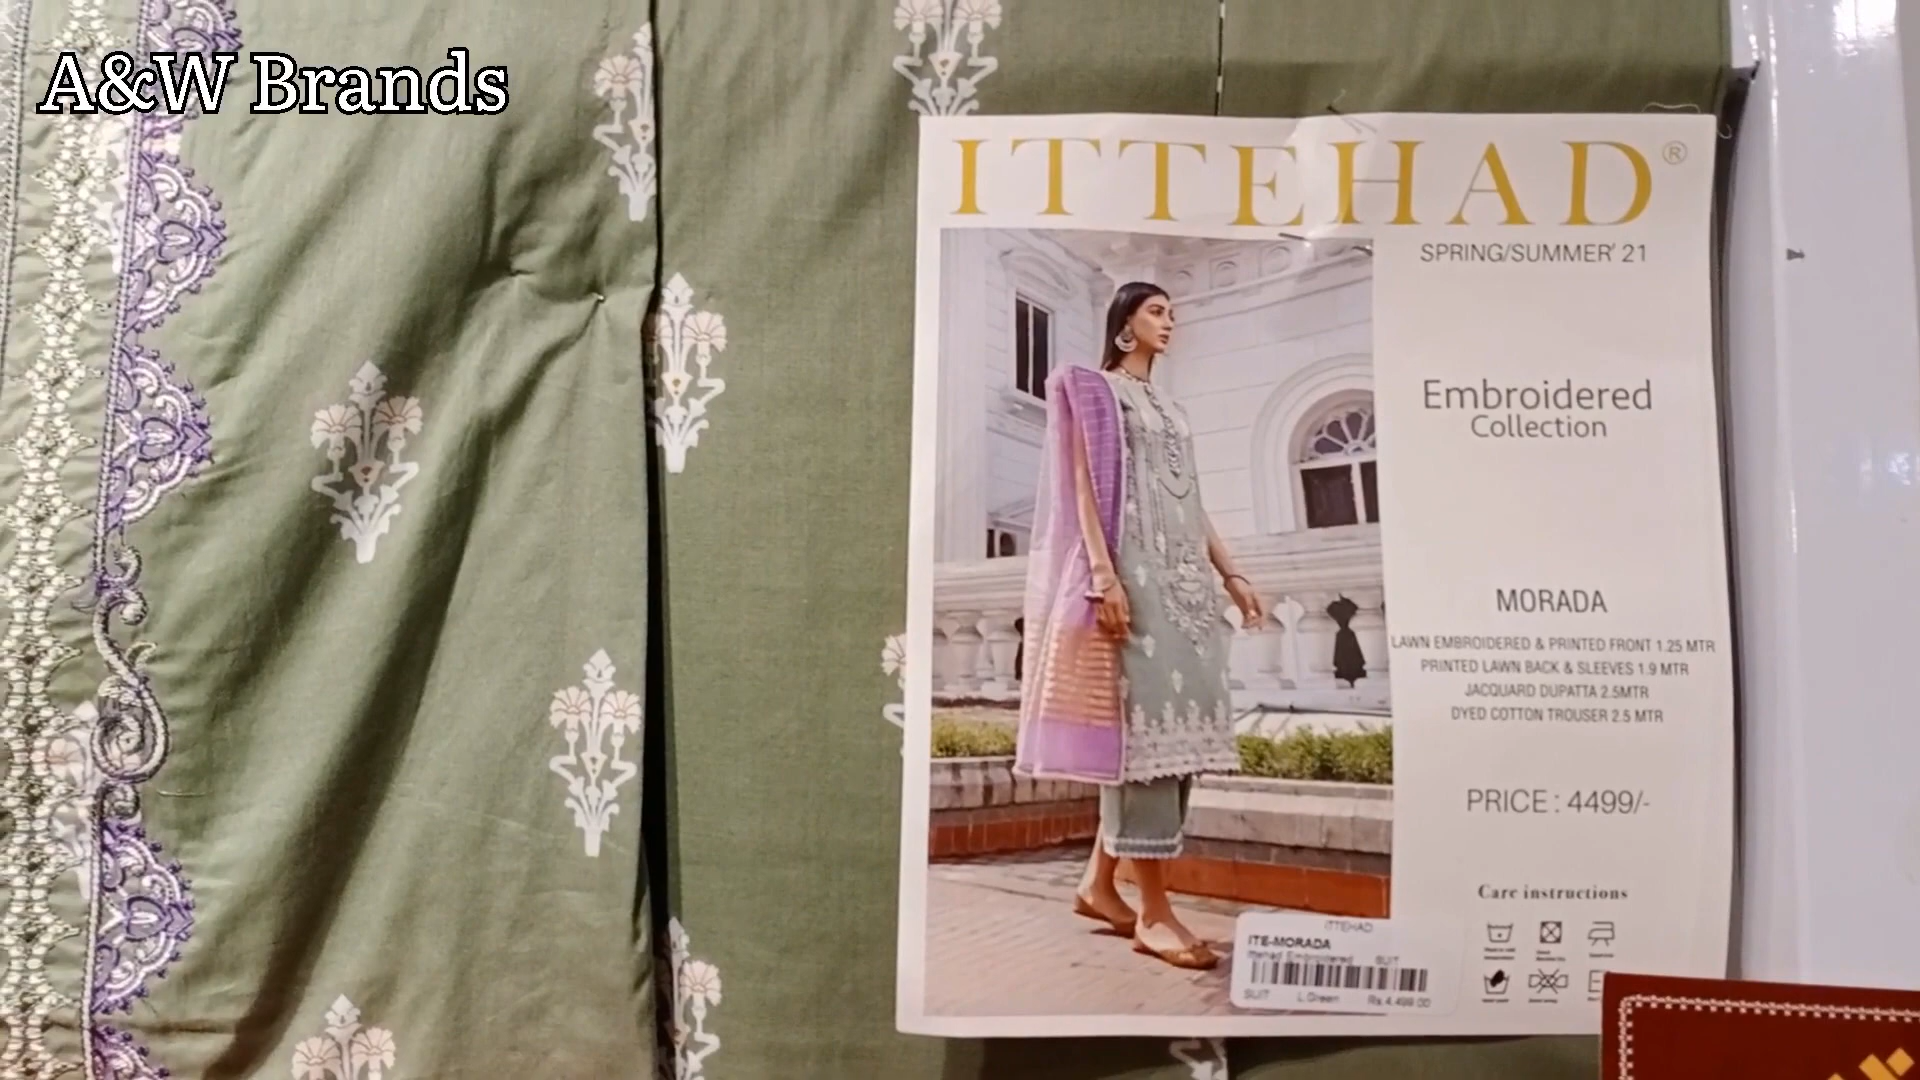 A&W Brands
ITTEHAD®
SPRING/SUMMER' 21
Embroidered
Collection
MORADA
LAWN EMBROIDERED & PRINTED FRONT 1.25 MTR
PRINTED LAWN BACK & SLEEVES 1.9 MTR
JACQUARD DUPATTA 2.5MTR
DYED COTTON TROUSER 2.5 MTR
PRICE : 4499/-
Care instructions
ITTEHAD
ITE-MORADA
Ittehad Embroidered SUIT
SUIT L.Green Rs.4,499.00